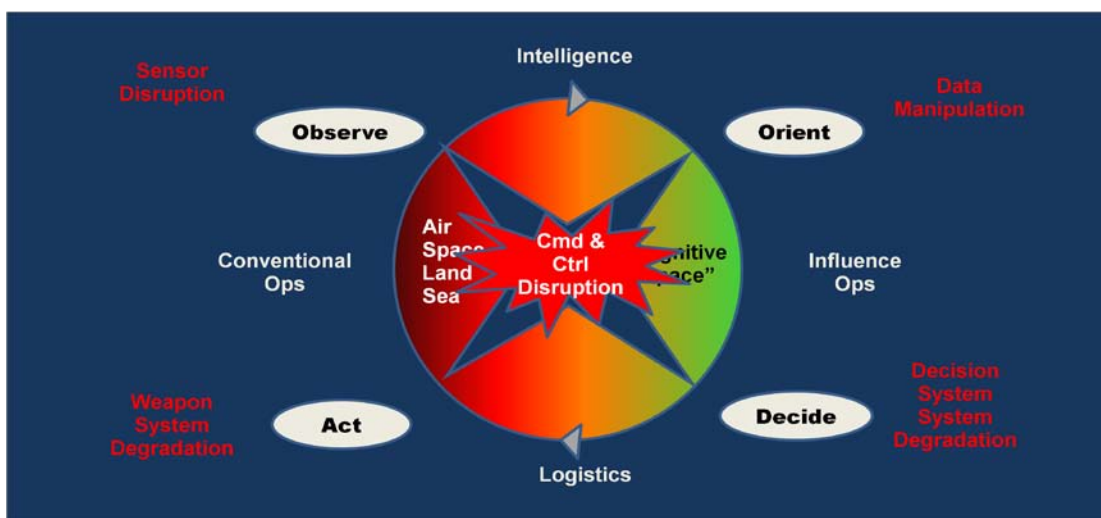 Intelligence
Sensor
Disruption
Data
Manipulation
Observe
Orient
Air
Space
Land
Sea
Cmd &
Ctrl
Disruption
Conventional
Ops
Influence
Ops
Weapon
System
Degradation
Act
Decide
Decision
System
System
Degradation
Logistics